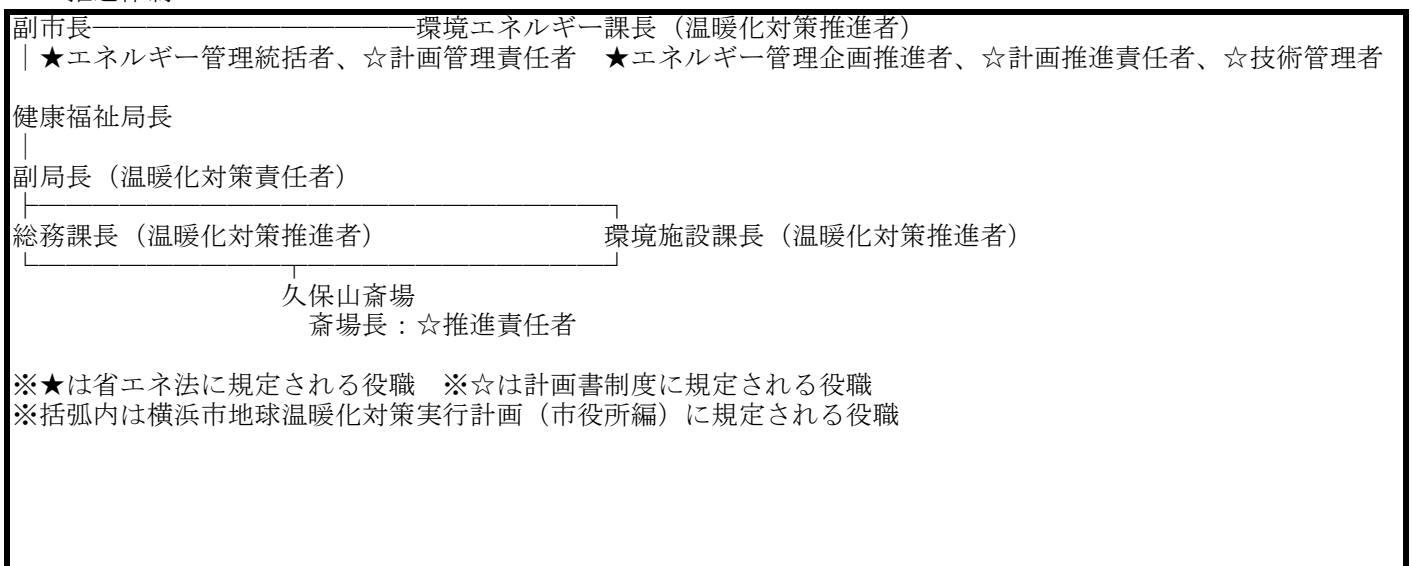 副市長――――――――――――環境エネルギー課長（温暖化対策推進者）
｜★エネルギー管理統括者、☆計画管理責任者　★エネルギー管理企画推進者、☆計画推進責任者、☆技術管理者
健康福祉局長
｜
副局長（温暖化対策責任者）
├―――――――――――――――――――――┐
総務課長（温暖化対策推進者）　　　　　　　　　環境施設課長（温暖化対策推進者）
└――――――――――┬――――――――――┘
久保山斎場
斎場長：☆推進責任者
※★は省エネ法に規定される役職　※☆は計画書制度に規定される役職
※括弧内は横浜市地球温暖化対策実行計画（市役所編）に規定される役職